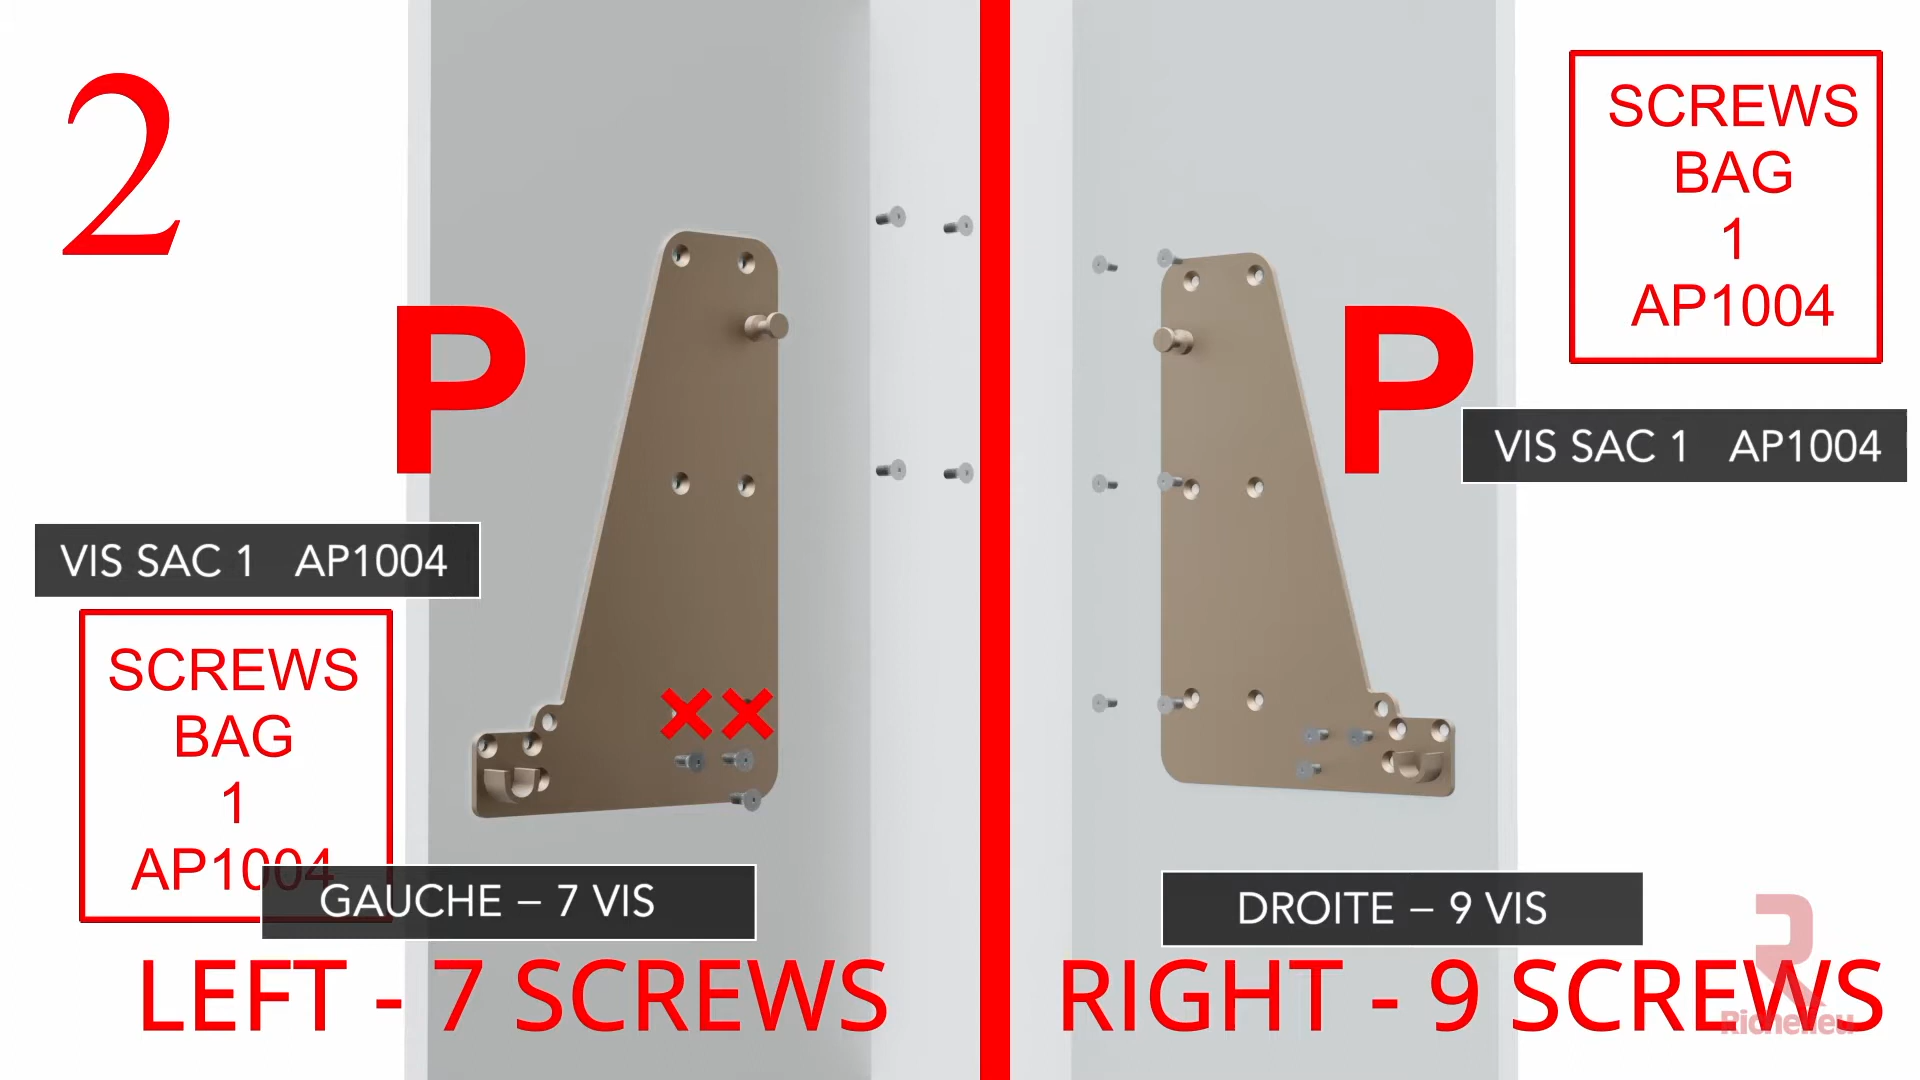 2
P
VIS SAC 1 AP1004
SCREWS
BAG
1
AP1004
GAUCHE – 7 VIS
LEFT - 7 SCREWS
SCREWS
BAG
1
AP1004
P
VIS SAC 1 AP1004
DROITE – 9 VIS
RIGHT - 9 SCREWS
Richelieu